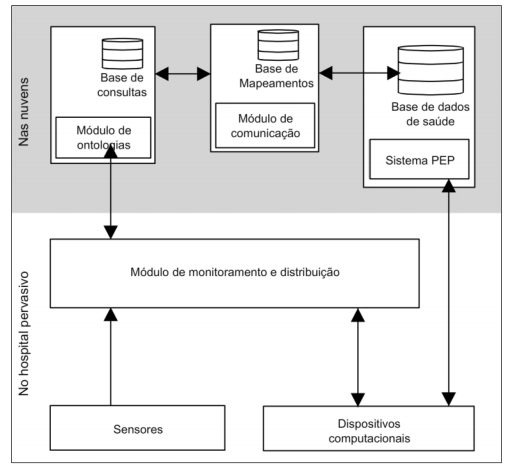 Nas nuvens
Base de
consultas
Módulo de
ontologias
Base de
Mapeamentos
Módulo de
comunicação
Base de dados
de saúde
Sistema PEP
No hospital pervasivo
Módulo de monitoramento e distribuição
Sensores
Dispositivos
computacionais